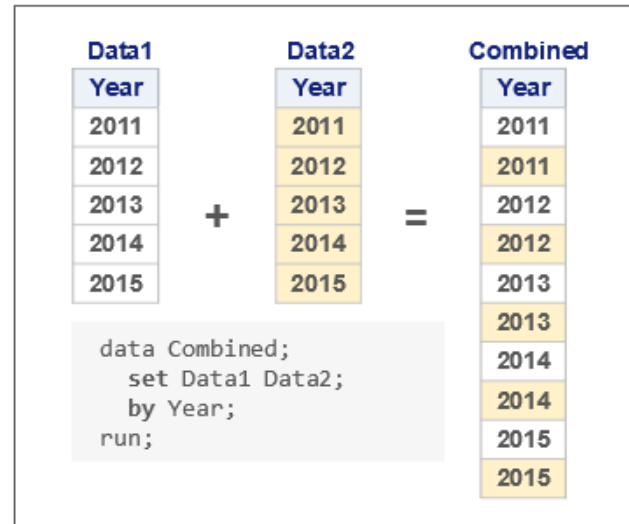 Data1
Year
2011
2012
2013
2014
2015
+
Data2
Year
2011
2012
2013
2014
2015
=
Combined
Year
2011
2011
2012
2012
2013
2013
2014
2014
2015
2015
data Combined;
set Data1 Data2;
by Year;
run;